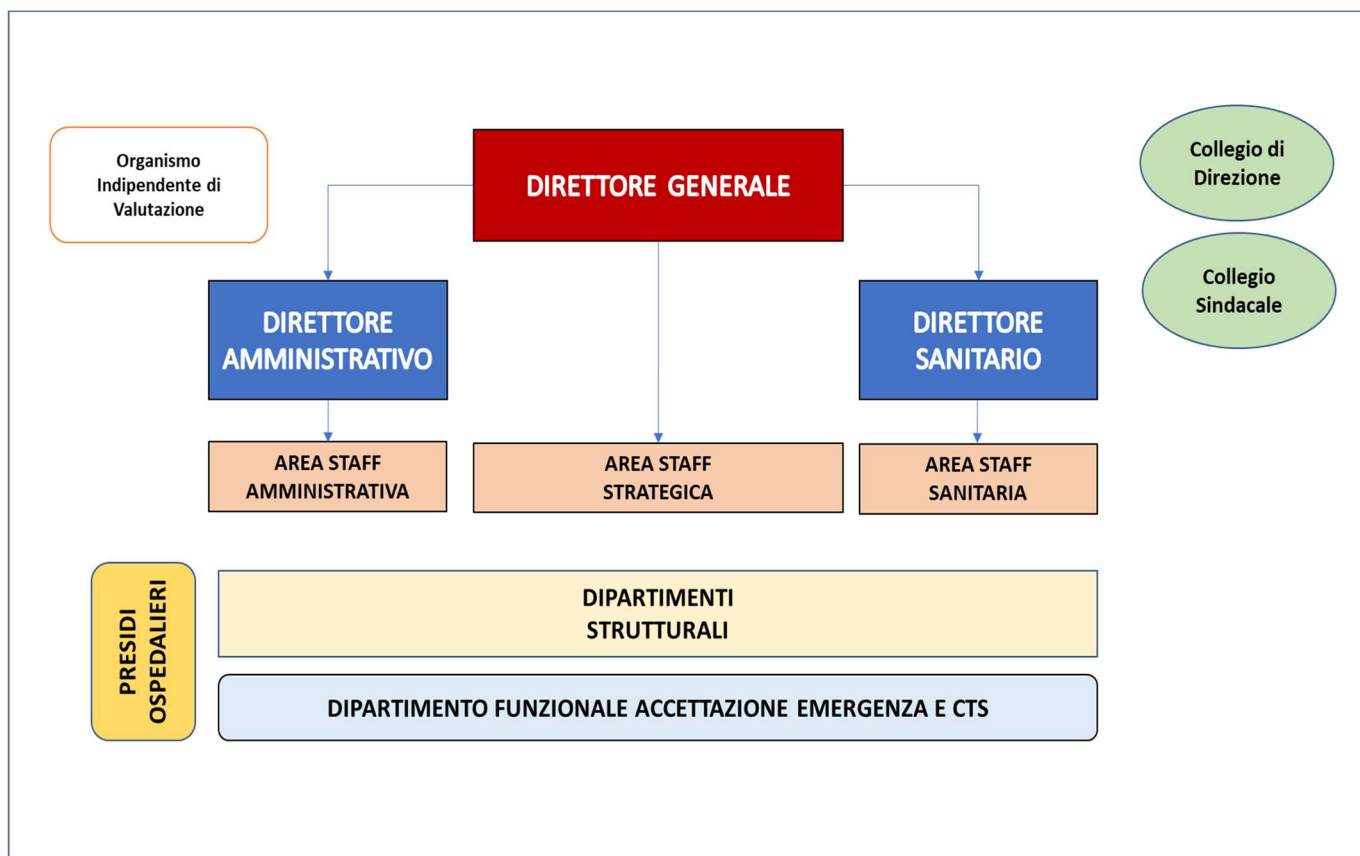 Organismo
Indipendente di
Valutazione
DIRETTORE GENERALE
Collegio di
Direzione
Collegio
Sindacale
DIRETTORE
AMMINISTRATIVO
DIRETTORE
SANITARIO
AREA STAFF
AMMINISTRATIVA
AREA STAFF
STRATEGICA
AREA STAFF
SANITARIA
PRESIDI
OSPEDALIERI
DIPARTIMENTI
STRUTTURALI
DIPARTIMENTO FUNZIONALE ACCETTAZIONE EMERGENZA E CTS